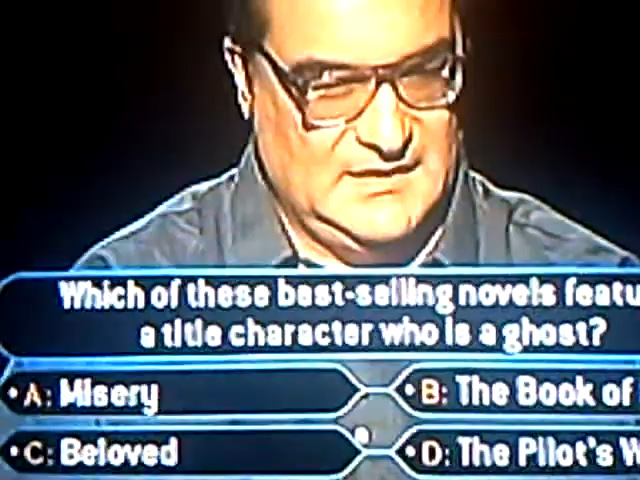 Which of these best-selling novels featu
a title character who is a ghost?
A: Misery
B: The Book of
C: Beloved
D: The Pilot's W